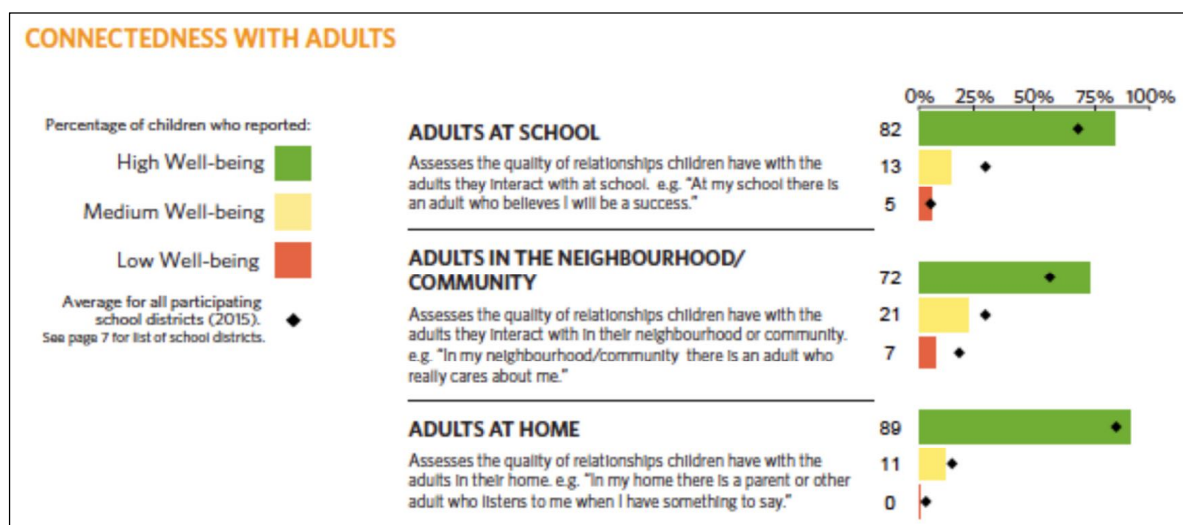 CONNECTEDNESS WITH ADULTS
Percentage of children who reported:
High Well-being
Medium Well-being
Low Well-being
Average for all participating
school districts (2015).
See page 7 for list of school districts.
0% 25% 50% 75% 100%
ADULTS AT SCHOOL
Assesses the quality of relationships children have with the
adults they interact with at school. e.g. “At my school there is
an adult who believes I will be a success.”
82
13
5
ADULTS IN THE NEIGHBOURHOOD/
COMMUNITY
Assesses the quality of relationships children have with the
adults they interact with in their neighbourhood or community.
e.g. “In my neighbourhood/community there is an adult who
really cares about me.”
72
21
7
ADULTS AT HOME
Assesses the quality of relationships children have with the
adults in their home. e.g. “In my home there is a parent or other
adult who listens to me when I have something to say.”
89
11
0